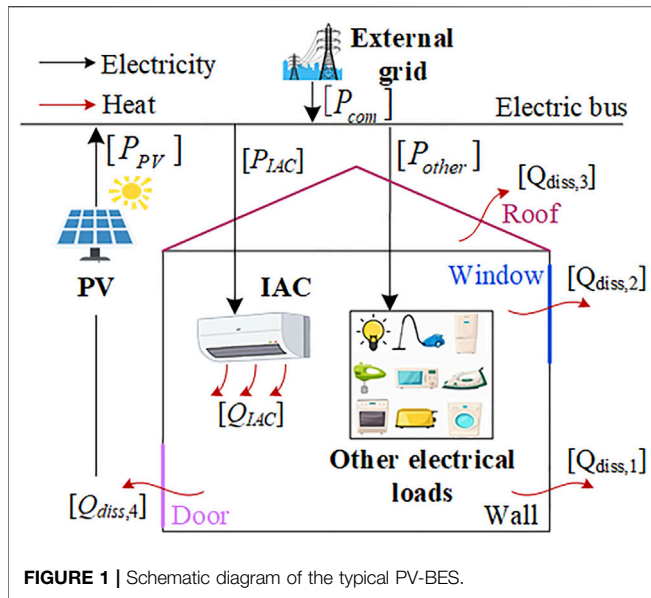 External
grid
Electricity
Heat
[P_com]
Electric bus
[P_PV]
[P_IAC]
[P_other]
[Q_diss,3]
Roof
PV
IAC
Window
[Q_diss,2]
[Q_IAC]
Other electrical
loads
[Q_diss,1]
[Q_diss,4]
Door
Wall
FIGURE 1 | Schematic diagram of the typical PV-BES.